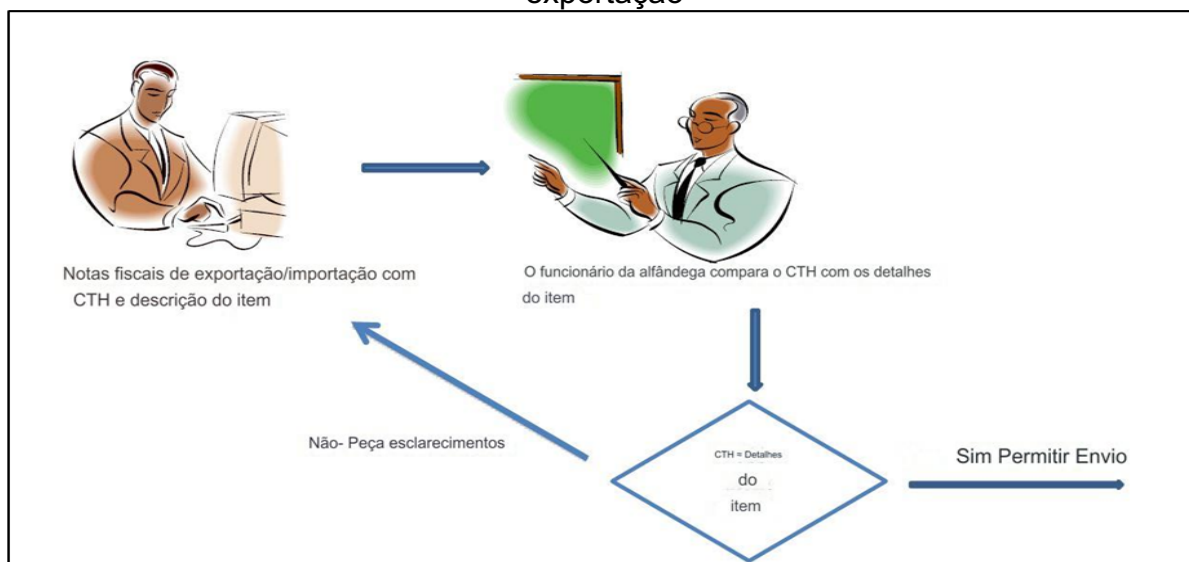 exportação
Notas fiscais de exportação/importação com
CTH e descrição do item
O funcionário da alfândega compara o CTH com os detalhes
do item
Não- Peça esclarecimentos
CTH = Detalhes
do
item
Sim Permitir Envio